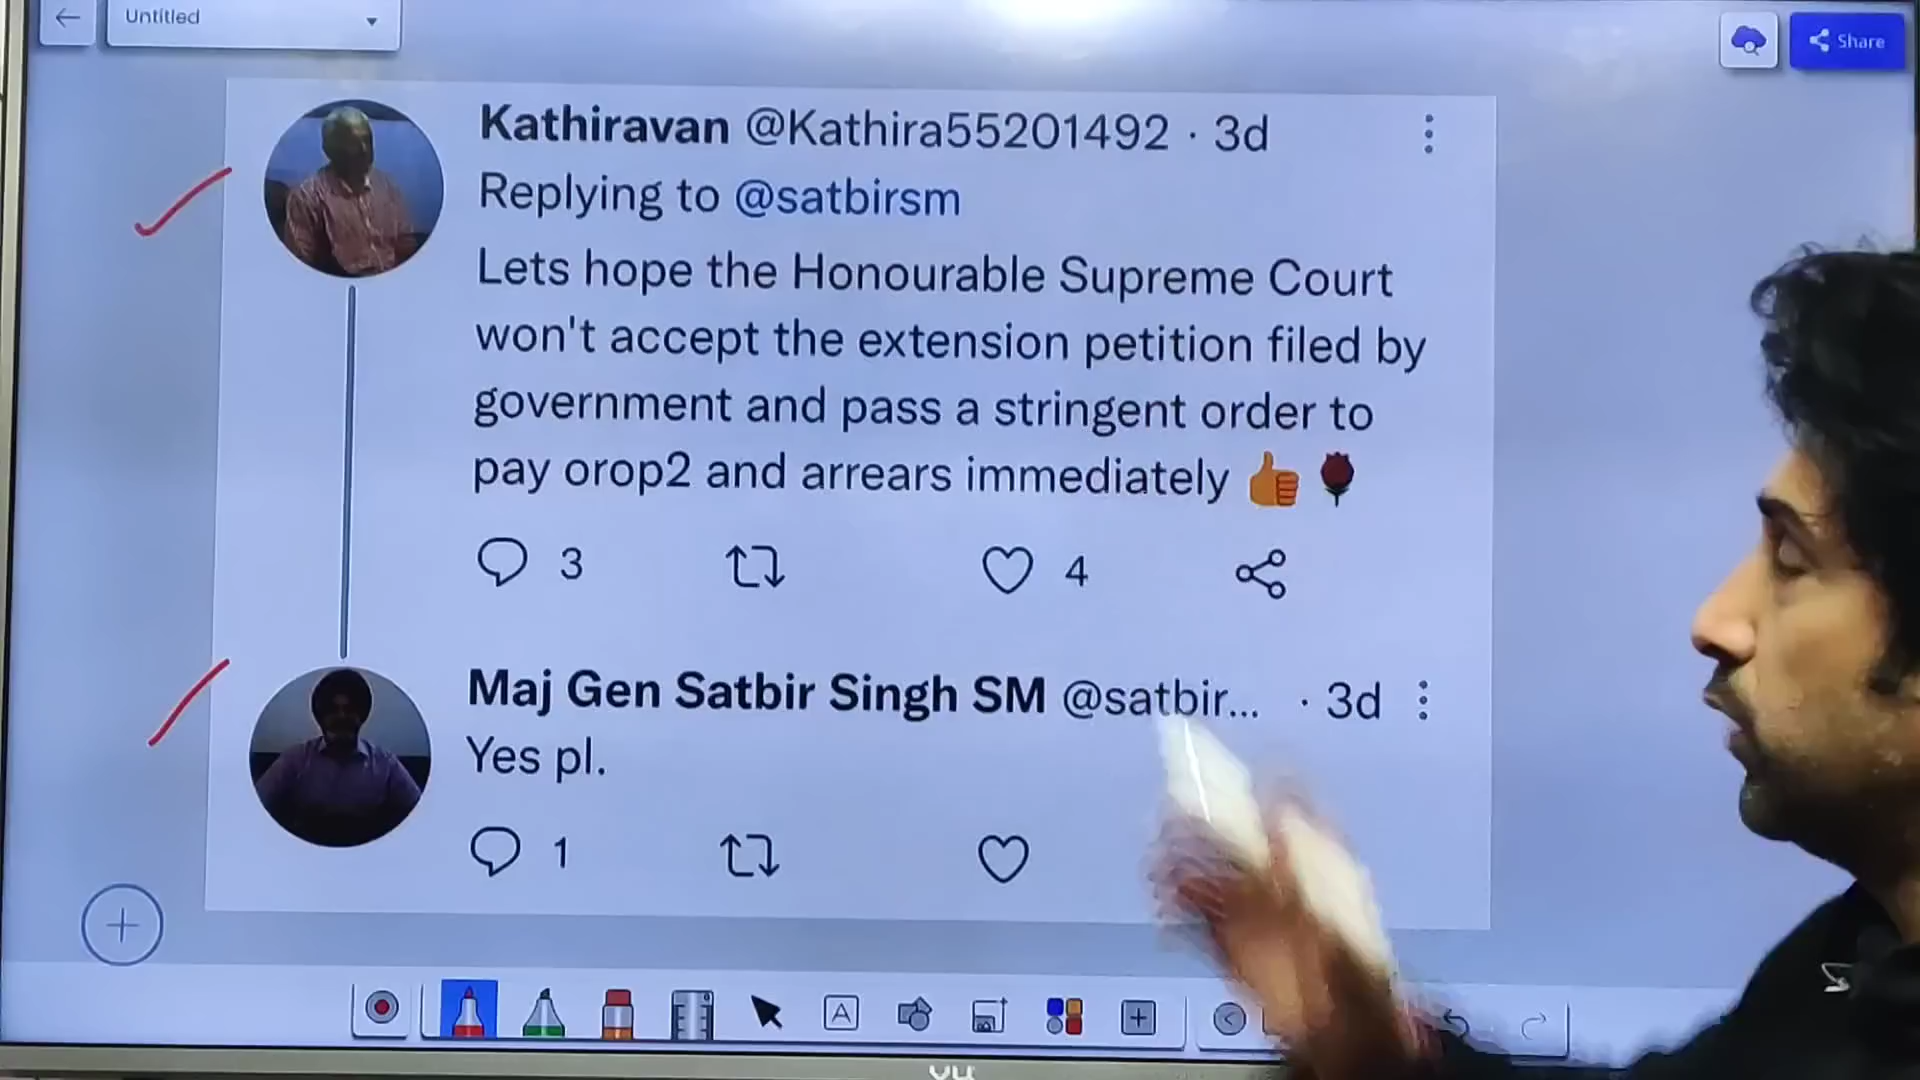 Untitled
Share
Kathiravan @Kathira55201492 · 3d
Replying to @satbirsm
Lets hope the Honourable Supreme Court
won't accept the extension petition filed by
government and pass a stringent order to
pay orop2 and arrears immediately 👍🌹
3 4
Maj Gen Satbir Singh SM @satbir... · 3d
Yes pl.
1
A